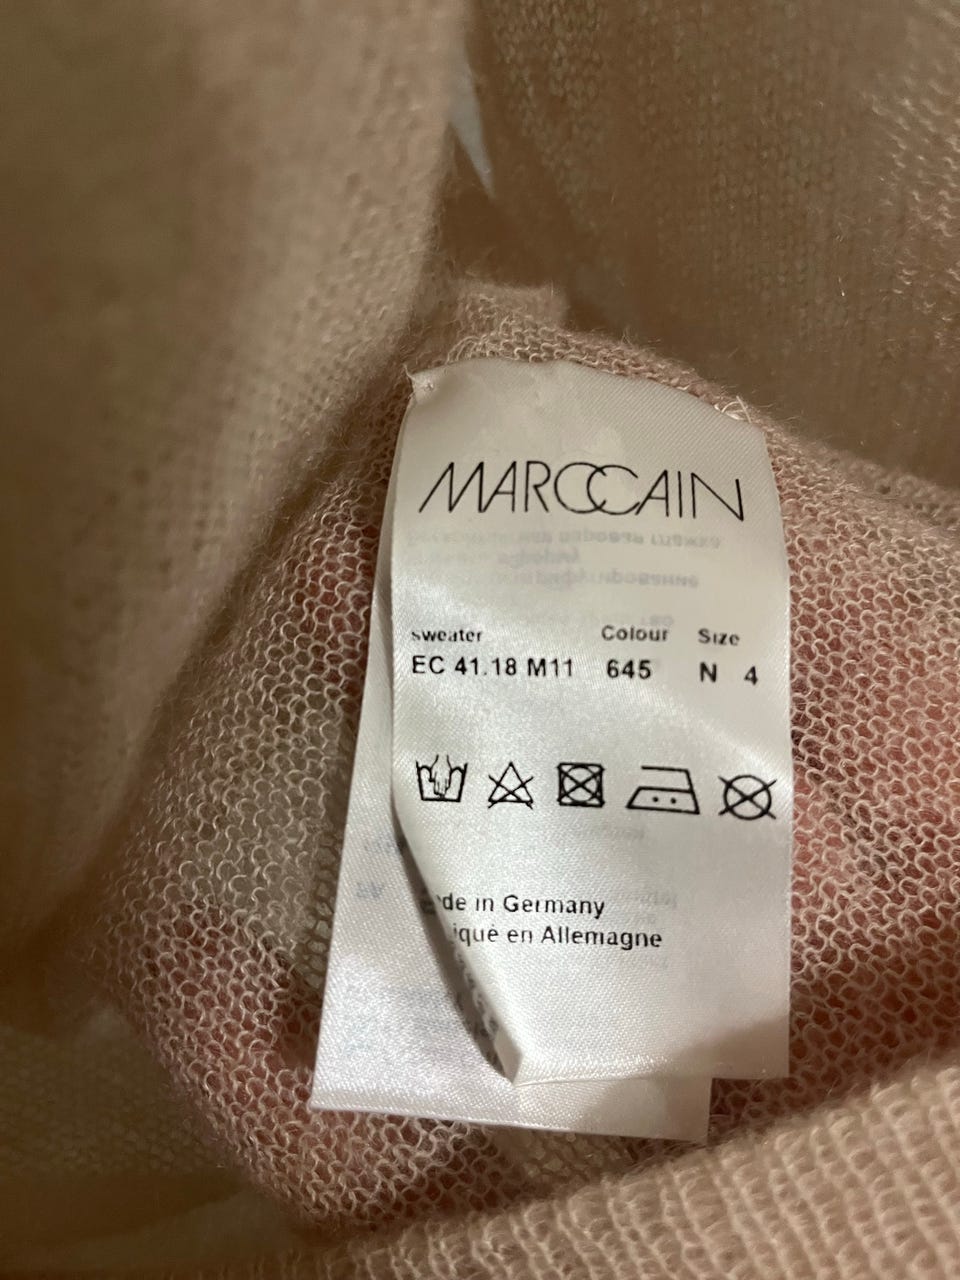 MARCCAIN
sweater Colour Size
EC 41.18 M11 645 N 4
de in Germany
iqué en Allemagne